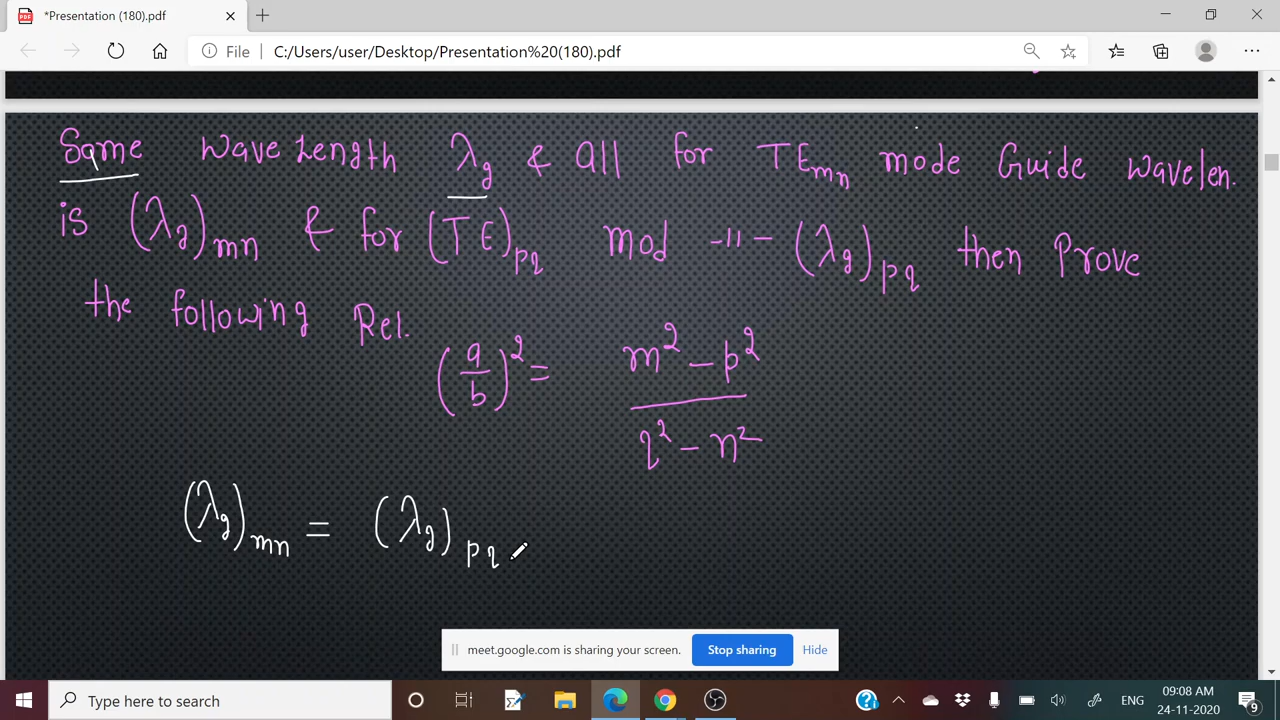 *Presentation (180).pdf
File C:/Users/user/Desktop/Presentation%20(180).pdf
Same wave Length λg & all for TEmn mode Guide wavelen.
is (λg)mn & for (TE)pq mod -11- (λg)pq then Prove
the following Rel.
(a/b)² = m² - p² / q² - n²
(λg)mn = (λg)pq
meet.google.com is sharing your screen. Stop sharing Hide
Type here to search
ENG
09:08 AM
24-11-2020
9